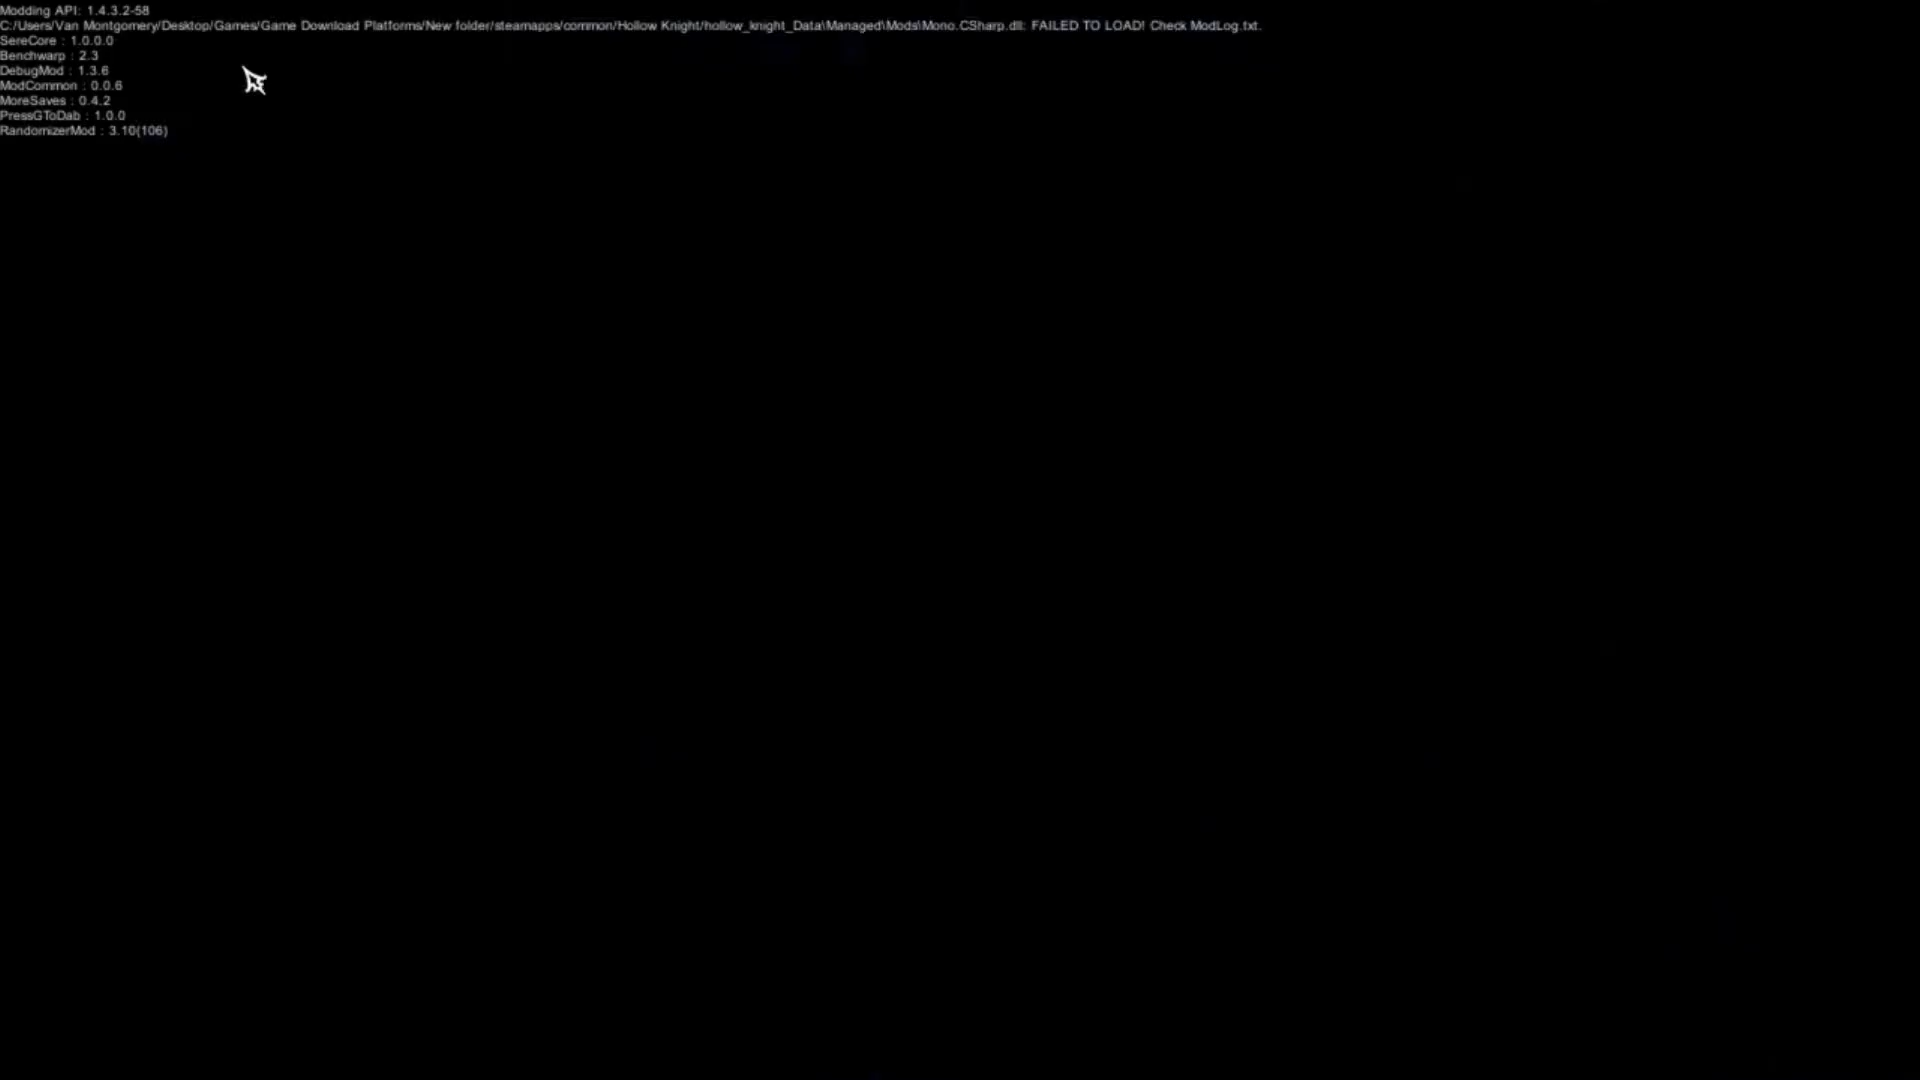 Modding API: 1.4.3.2-58
C:/Users/Van Montgomery/Desktop/Games/Game Download Platforms/New folder/steamapps/common/Hollow Knight/hollow_knight_Data\Managed\Mods\Mono.CSharp.dll: FAILED TO LOAD! Check ModLog.txt.
SereCore : 1.0.0.0
Benchwarp : 2.3
DebugMod : 1.3.6
ModCommon : 0.0.6
MoreSaves : 0.4.2
PressGToDab : 1.0.0
RandomizerMod : 3.10(106)